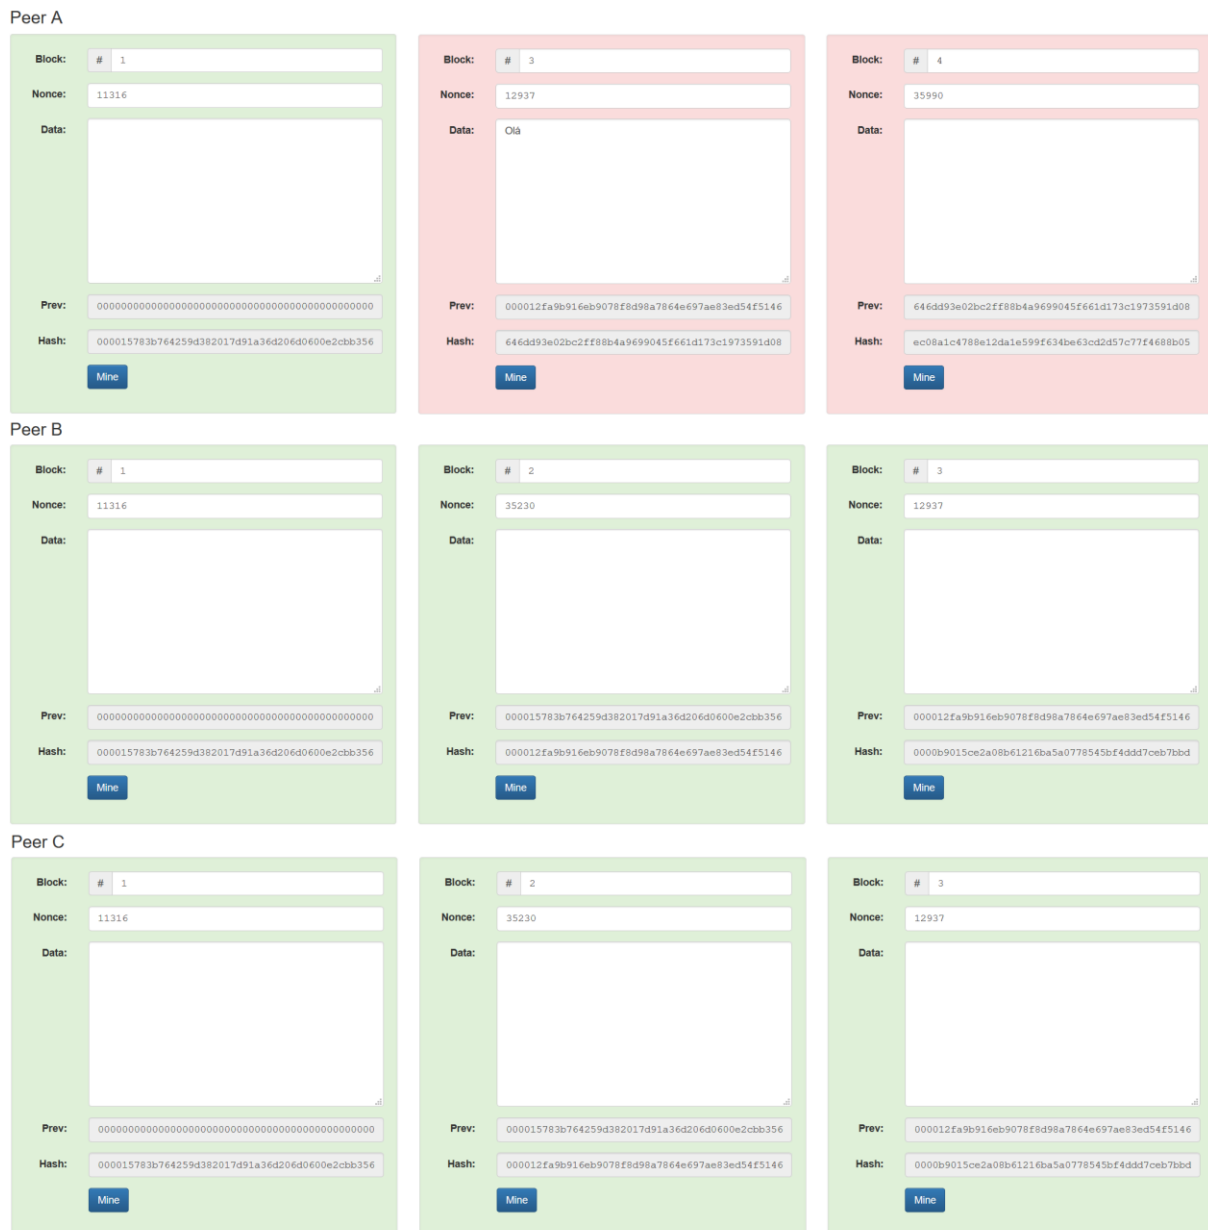 Peer A
Block: # 1
Nonce: 11316
Data:
Prev: 00000000000000000000000000000000000000000000000000
Hash: 000015783b764259d382017d91a36d206d0600e2cbb356
Mine
Block: # 3
Nonce: 12937
Data: Olá
Prev: 000012fa9b916eb9078f8d98a7864e697ae83ed54f5146
Hash: 646dd93e02bc2ff88b4a9699045f661d173c1973591d08
Mine
Block: # 4
Nonce: 35990
Data:
Prev: 646dd93e02bc2ff88b4a9699045f661d173c1973591d08
Hash: ec08a1c4788e12da1e599f634be63cd2d57c77f4688b05
Mine
Peer B
Block: # 1
Nonce: 11316
Data:
Prev: 00000000000000000000000000000000000000000000000000
Hash: 000015783b764259d382017d91a36d206d0600e2cbb356
Mine
Block: # 2
Nonce: 35230
Data:
Prev: 000015783b764259d382017d91a36d206d0600e2cbb356
Hash: 000012fa9b916eb9078f8d98a7864e697ae83ed54f5146
Mine
Block: # 3
Nonce: 12937
Data:
Prev: 000012fa9b916eb9078f8d98a7864e697ae83ed54f5146
Hash: 0000b9015ce2a08b61216ba5a0778545bf4ddd7ceb7bbd
Mine
Peer C
Block: # 1
Nonce: 11316
Data:
Prev: 00000000000000000000000000000000000000000000000000
Hash: 000015783b764259d382017d91a36d206d0600e2cbb356
Mine
Block: # 2
Nonce: 35230
Data:
Prev: 000015783b764259d382017d91a36d206d0600e2cbb356
Hash: 000012fa9b916eb9078f8d98a7864e697ae83ed54f5146
Mine
Block: # 3
Nonce: 12937
Data:
Prev: 000012fa9b916eb9078f8d98a7864e697ae83ed54f5146
Hash: 0000b9015ce2a08b61216ba5a0778545bf4ddd7ceb7bbd
Mine